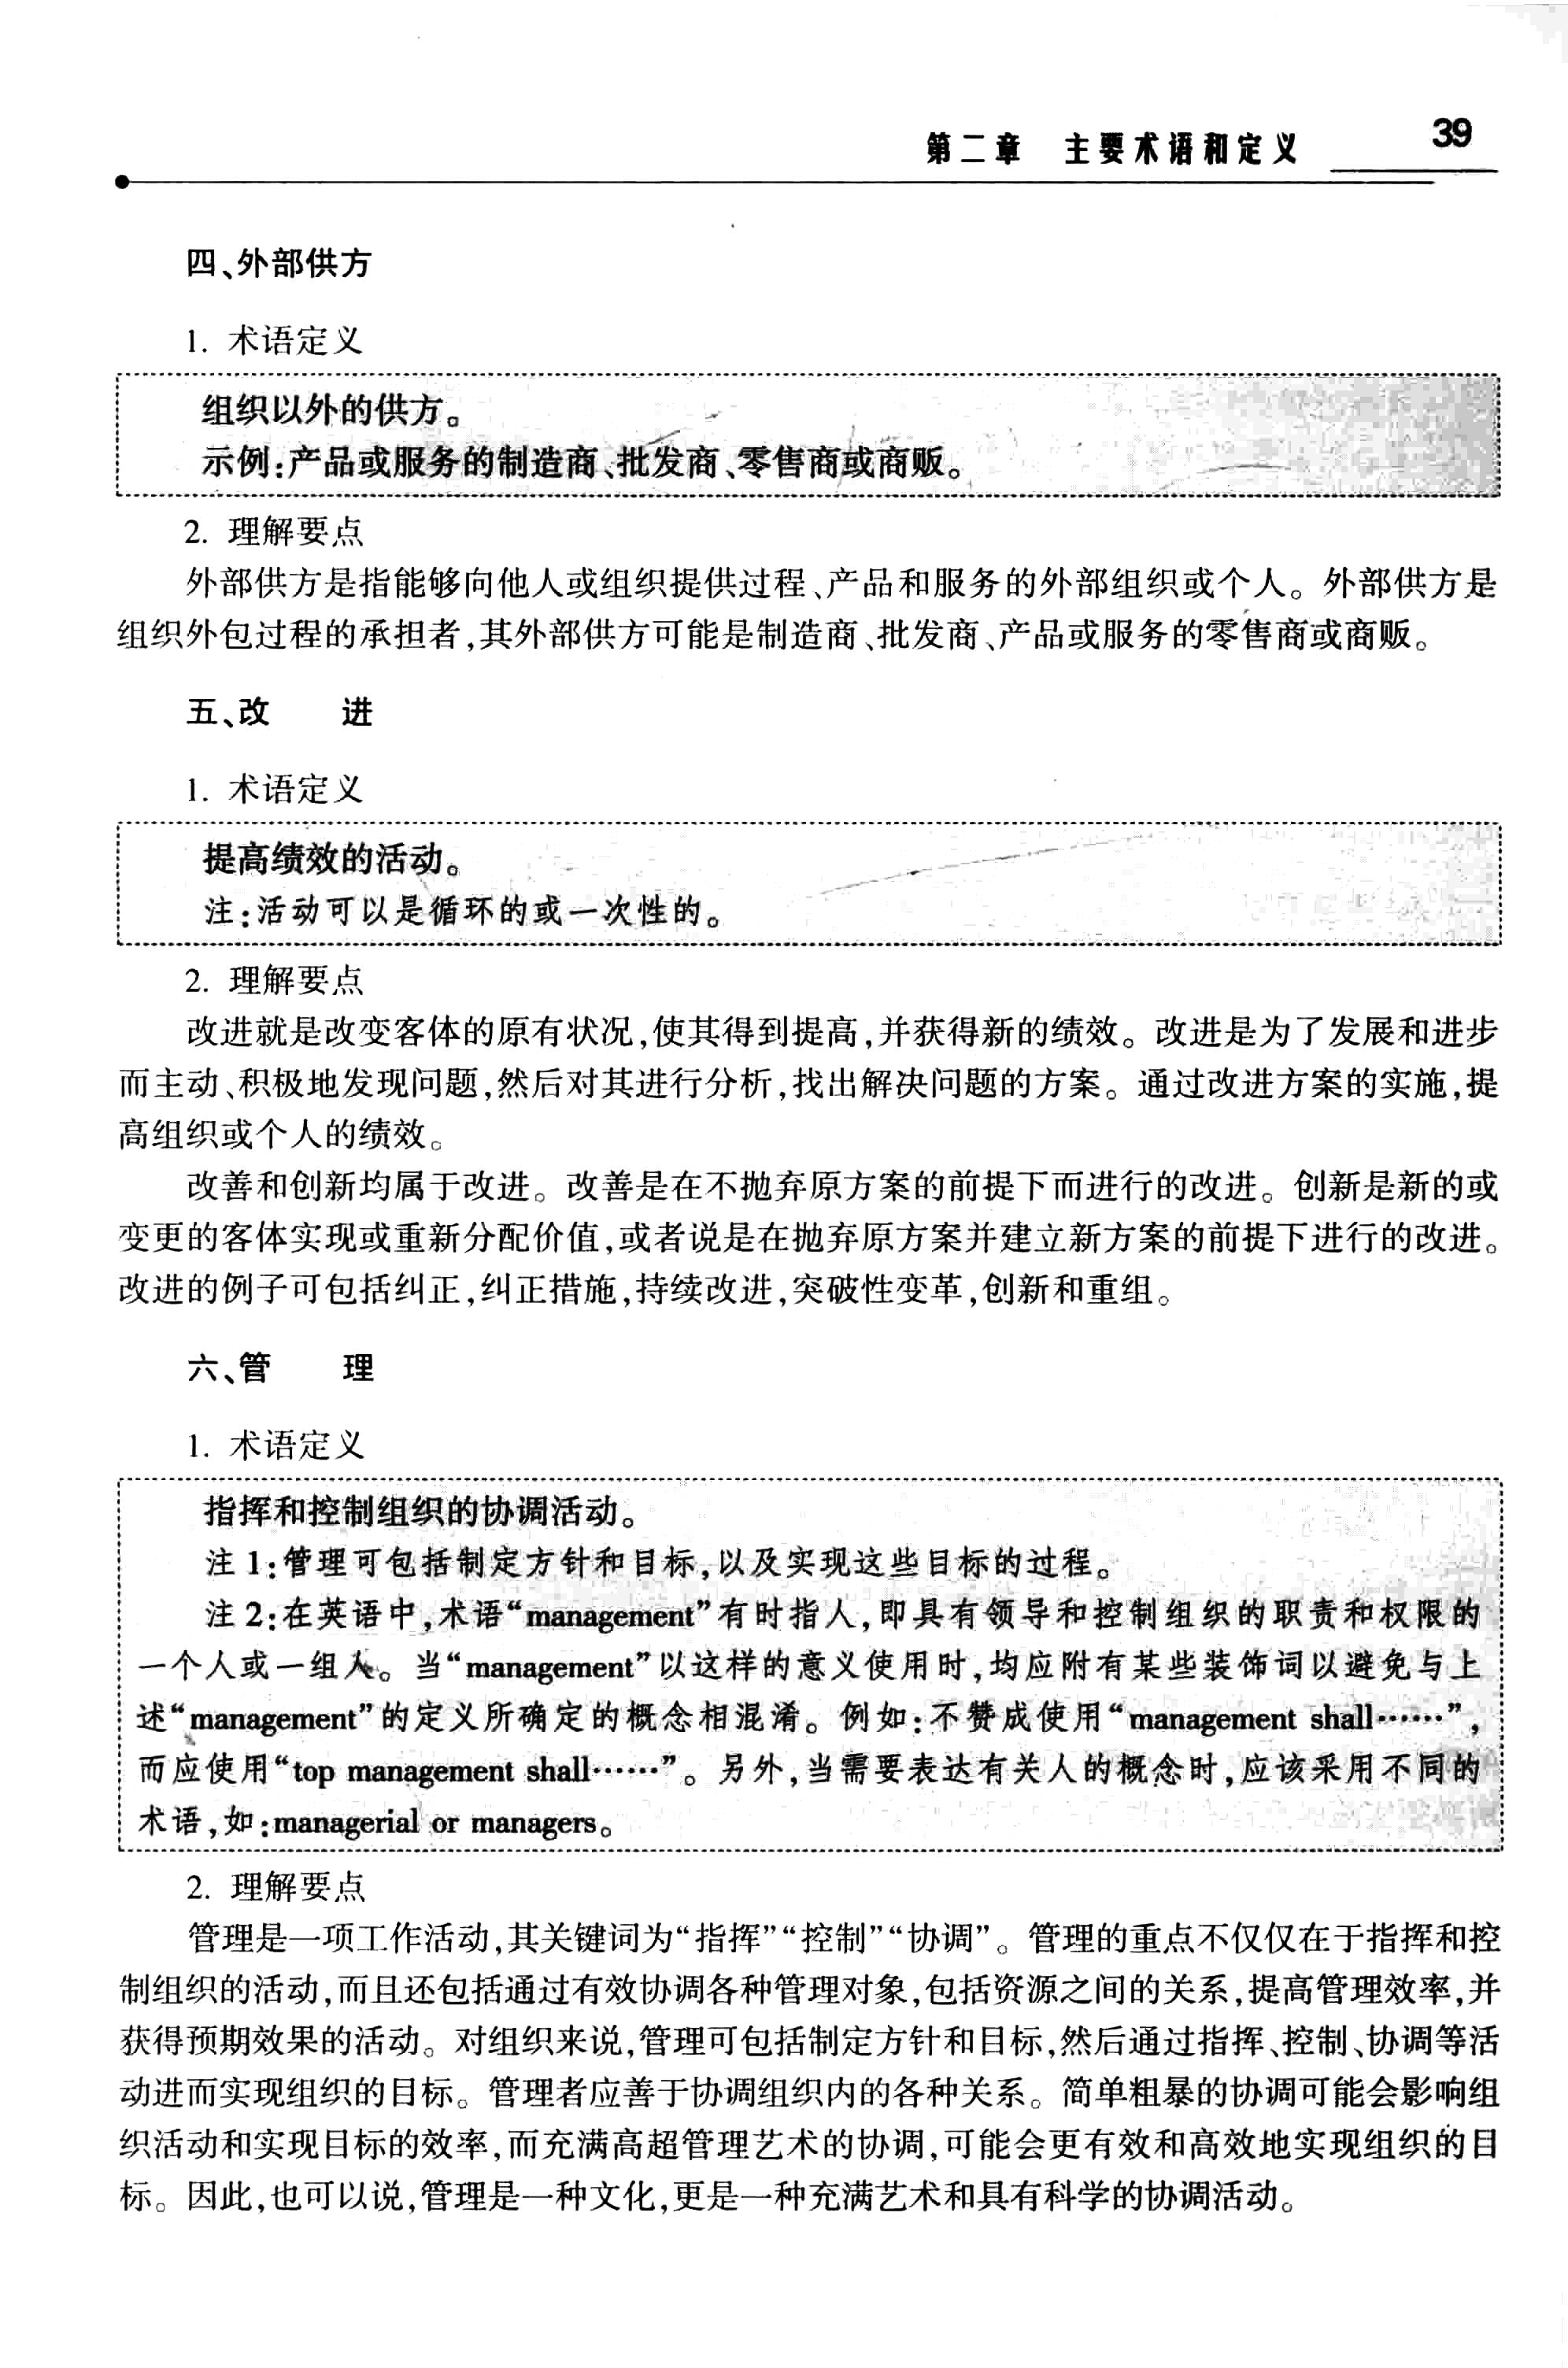 第二章 主要术语和定义 39
四、外部供方
1. 术语定义
组织以外的供方。
示例:产品或服务的制造商、批发商、零售商或商贩。
2. 理解要点
外部供方是指能够向他人或组织提供过程、产品和服务的外部组织或个人。外部供方是
组织外包过程的承担者,其外部供方可能是制造商、批发商、产品或服务的零售商或商贩。
五、改 进
1. 术语定义
提高绩效的活动。
注:活动可以是循环的或一次性的。
2. 理解要点
改进就是改变客体的原有状况,使其得到提高,并获得新的绩效。改进是为了发展和进步
而主动、积极地发现问题,然后对其进行分析,找出解决问题的方案。通过改进方案的实施,提
高组织或个人的绩效。
改善和创新均属于改进。改善是在不抛弃原方案的前提下而进行的改进。创新是新的或
变更的客体实现或重新分配价值,或者说是在抛弃原方案并建立新方案的前提下进行的改进。
改进的例子可包括纠正,纠正措施,持续改进,突破性变革,创新和重组。
六、管 理
1. 术语定义
指挥和控制组织的协调活动。
注 1:管理可包括制定方针和目标,以及实现这些目标的过程。
注 2:在英语中,术语“management”有时指人,即具有领导和控制组织的职责和权限的
一个人或一组人。当“management”以这样的意义使用时,均应附有某些装饰词以避免与上
述“management”的定义所确定的概念相混淆。例如:不赞成使用“management shall……”,
而应使用“top management shall……”。另外,当需要表达有关人的概念时,应该采用不同的
术语,如:managerial or managers。
2. 理解要点
管理是一项工作活动,其关键词为“指挥”“控制”“协调”。管理的重点不仅仅在于指挥和控
制组织的活动,而且还包括通过有效协调各种管理对象,包括资源之间的关系,提高管理效率,并
获得预期效果的活动。对组织来说,管理可包括制定方针和目标,然后通过指挥、控制、协调等活
动进而实现组织的目标。管理者应善于协调组织内的各种关系。简单粗暴的协调可能会影响组
织活动和实现目标的效率,而充满高超管理艺术的协调,可能会更有效和高效地实现组织的目
标。因此,也可以说,管理是一种文化,更是一种充满艺术和具有科学的协调活动。